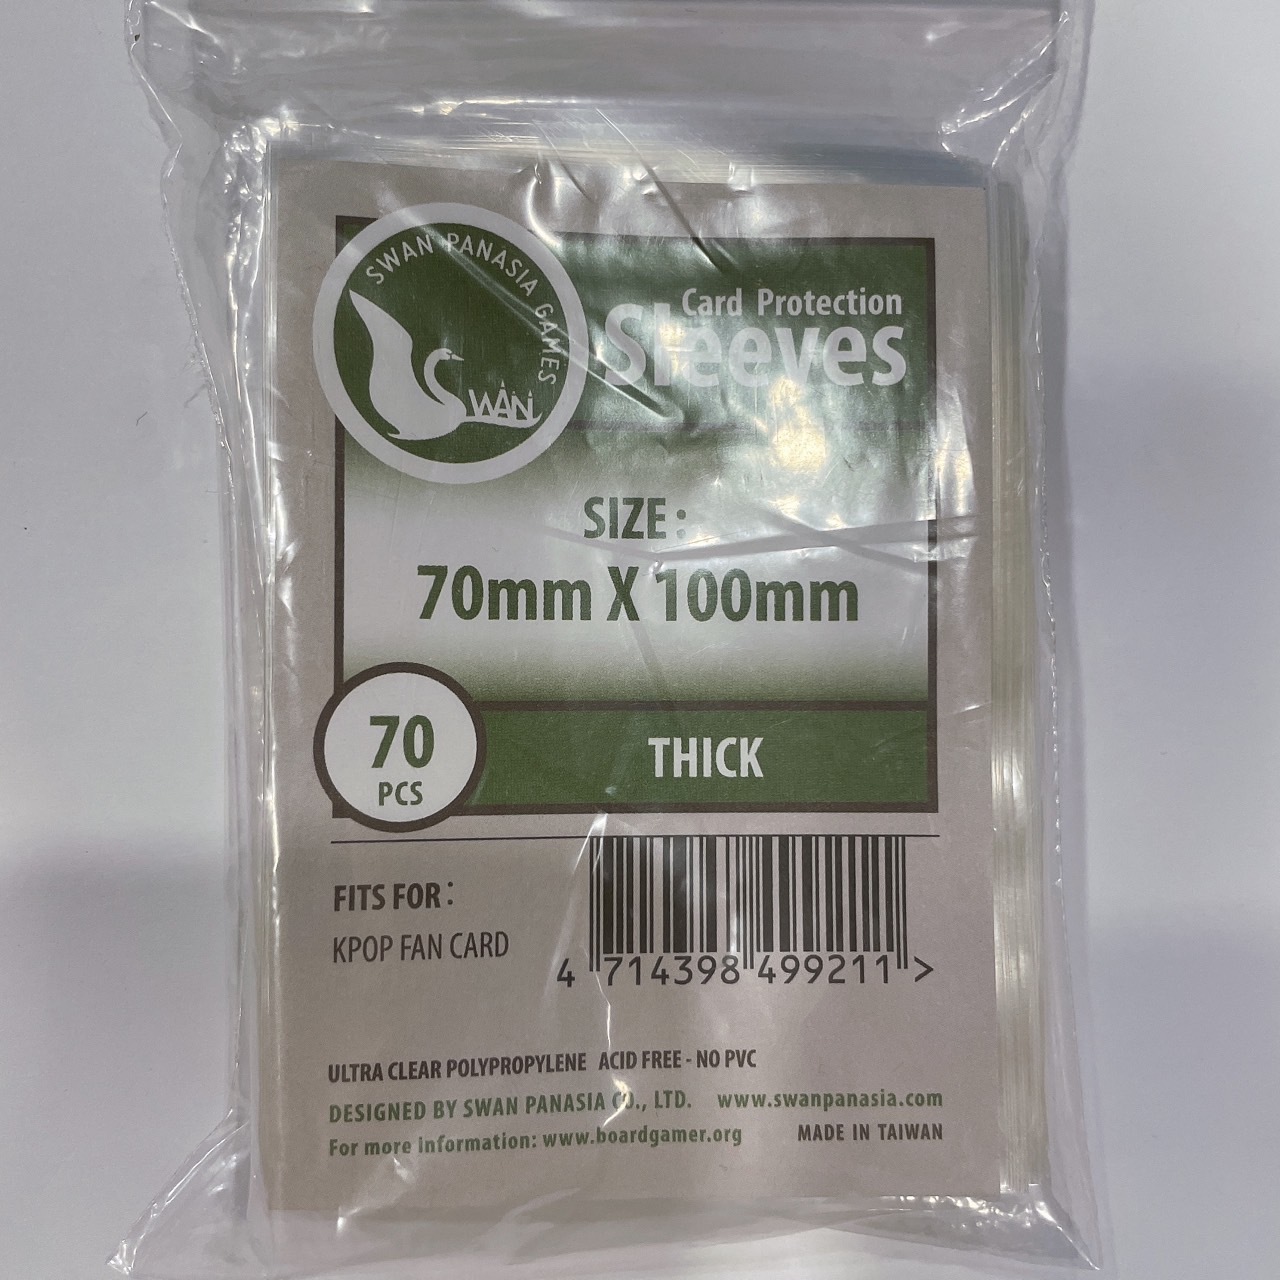 SWAN PANASIA GAMES
SWAN
Card Protection
Sleeves
SIZE :
70mm X 100mm
70
PCS
THICK
FITS FOR :
KPOP FAN CARD
4 714398 499211 >
ULTRA CLEAR POLYPROPYLENE ACID FREE - NO PVC
DESIGNED BY SWAN PANASIA CO., LTD. www.swanpanasia.com
For more information: www.boardgamer.org MADE IN TAIWAN